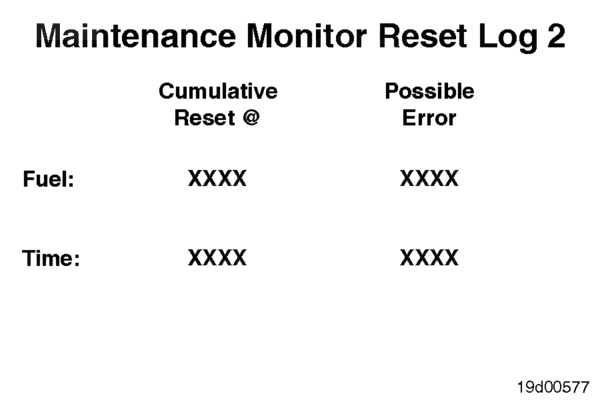 Maintenance Monitor Reset Log 2
Cumulative Possible
Reset @ Error
Fuel: XXXX XXXX
Time: XXXX XXXX
19d00577